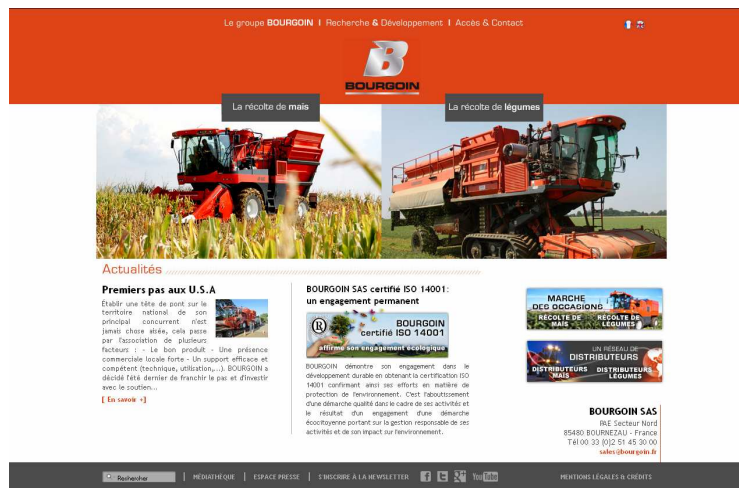 Le groupe BOURGOIN | Recherche & Développement | Accès & Contact
BOURGOIN
La récolte de maïs
La récolte de légumes
Actualités
Premiers pas aux U.S.A
Établir une tête de pont sur le
territoire national de son
principal concurrent n'est
jamais chose aisée, cela passe
par l'association de plusieurs
facteurs : - Le bon produit - Une présence
commerciale locale forte - Un support efficace et
compétent (technique, utilisation,...). BOURGOIN a
décidé l'été dernier de franchir le pas et d'investir
avec le soutien...
[ En savoir +]
BOURGOIN SAS certifié ISO 14001:
un engagement permanent
® BOURGOIN
certifié ISO 14001
affirme son engagement écologique
BOURGOIN démontre son engagement dans le
développement durable en obtenant la certification ISO
14001 confirmant ainsi ses efforts en matière de
protection de l'environnement. C'est l'aboutissement
d'une démarche qualité dans le cadre de ses activités et
le résultat d'un engagement d'une démarche
écocitoyenne portant sur la gestion responsable de ses
activités et de son impact sur l'environnement.
MARCHE
DES OCCASIONS
RÉCOLTE DE MAÏS
RÉCOLTE DE LÉGUMES
UN RÉSEAU DE
DISTRIBUTEURS
DISTRIBUTEURS MAÏS
DISTRIBUTEURS LÉGUMES
BOURGOIN SAS
PAE Secteur Nord
85480 BOURNEZAU - France
Tél 00 33 (0)2 51 45 30 00
sales@bourgoin.fr
Rechercher | MÉDIATHÈQUE | ESPACE PRESSE | S'INSCRIRE À LA NEWSLETTER f t g+ YouTube MENTIONS LÉGALES & CRÉDITS